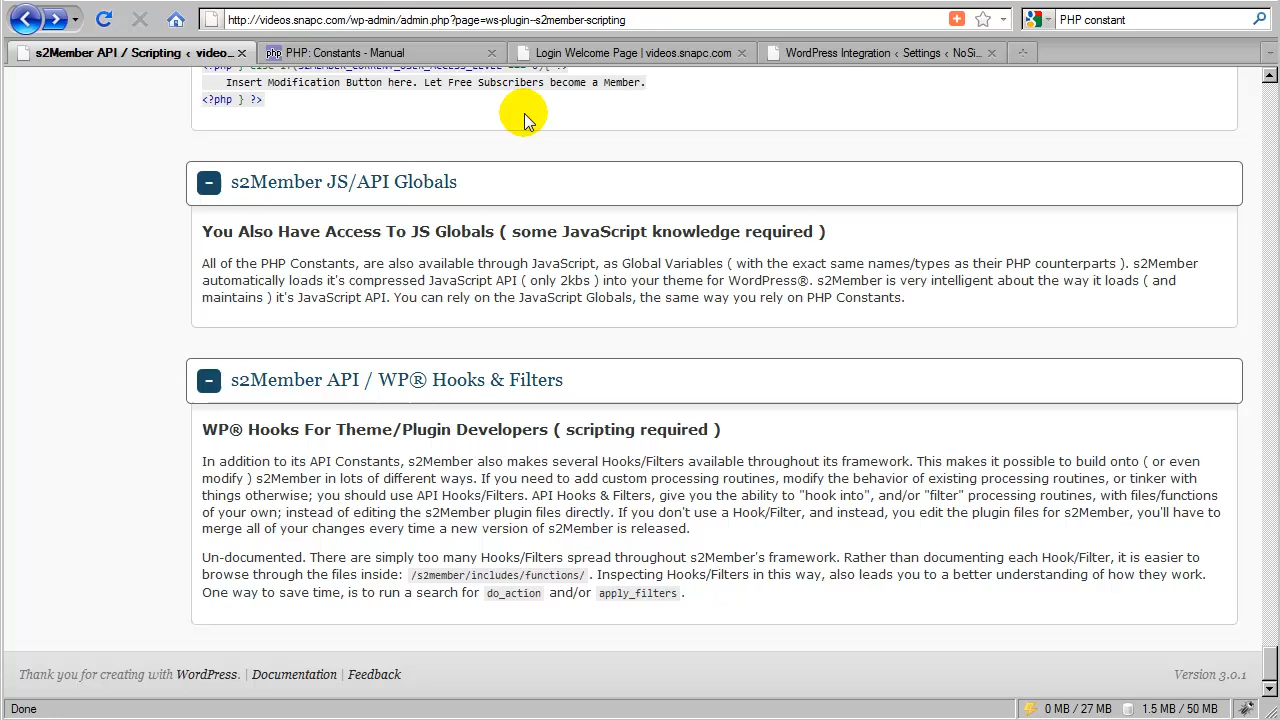 http://videos.snapc.com/wp-admin/admin.php?page=ws-plugin--s2member-scripting
PHP constant
s2Member API / Scripting ‹ video...
PHP: Constants - Manual
Login Welcome Page | videos.snapc.com
WordPress Integration ‹ Settings ‹ NoSi...
Insert Modification Button here. Let Free Subscribers become a Member.
<?php } ?>
s2Member JS/API Globals
You Also Have Access To JS Globals ( some JavaScript knowledge required )
All of the PHP Constants, are also available through JavaScript, as Global Variables ( with the exact same names/types as their PHP counterparts ). s2Member
automatically loads it's compressed JavaScript API ( only 2kbs ) into your theme for WordPress®. s2Member is very intelligent about the way it loads ( and
maintains ) it's JavaScript API. You can rely on the JavaScript Globals, the same way you rely on PHP Constants.
s2Member API / WP® Hooks & Filters
WP® Hooks For Theme/Plugin Developers ( scripting required )
In addition to its API Constants, s2Member also makes several Hooks/Filters available throughout its framework. This makes it possible to build onto ( or even
modify ) s2Member in lots of different ways. If you need to add custom processing routines, modify the behavior of existing processing routines, or tinker with
things otherwise; you should use API Hooks/Filters. API Hooks & Filters, give you the ability to "hook into", and/or "filter" processing routines, with files/functions
of your own; instead of editing the s2Member plugin files directly. If you don't use a Hook/Filter, and instead, you edit the plugin files for s2Member, you'll have to
merge all of your changes every time a new version of s2Member is released.
Un-documented. There are simply too many Hooks/Filters spread throughout s2Member's framework. Rather than documenting each Hook/Filter, it is easier to
browse through the files inside: /s2member/includes/functions/ . Inspecting Hooks/Filters in this way, also leads you to a better understanding of how they work.
One way to save time, is to run a search for do_action and/or apply_filters.
Thank you for creating with WordPress. | Documentation | Feedback
Version 3.0.1
Done
0 MB / 27 MB
1.5 MB / 50 MB